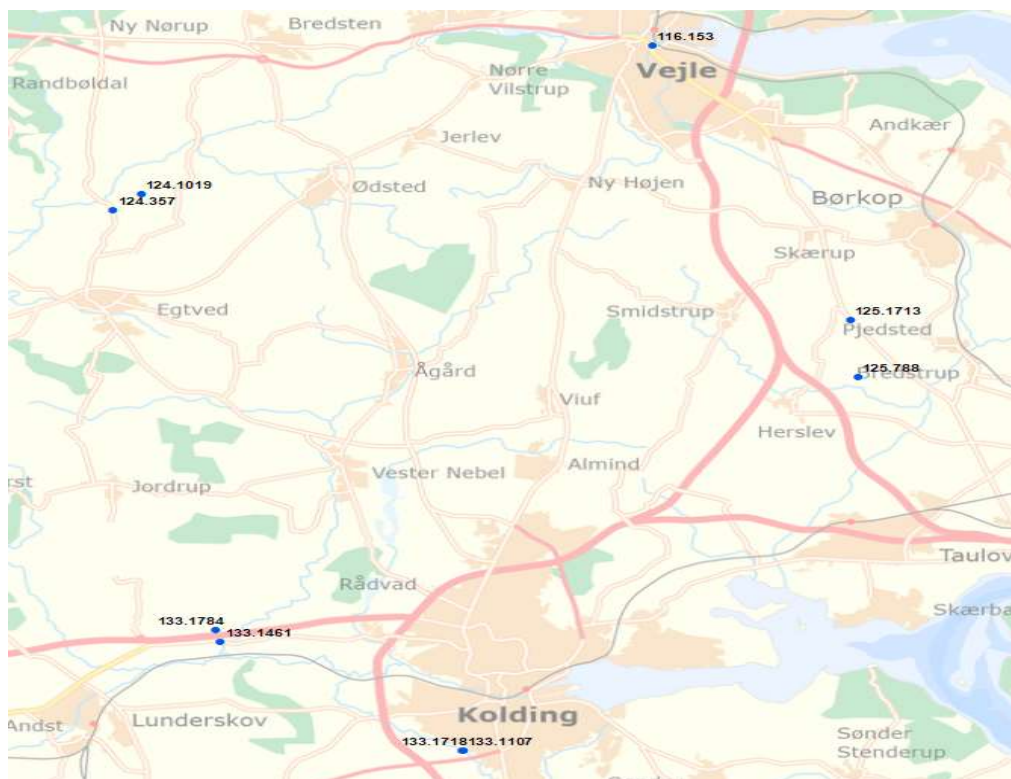 Ny Nørup
Bredsten
116.153
Vejle
Randbøldal
Nørre
Vilstrup
Andkær
Jerlev
124.1019
Ødsted
Ny Højen
Børkop
124.357
Skærup
Egtved
Smidstrup
125.1713
Pjedsted
Ågård
125.788
Bredstrup
Viuf
Herslev
Almind
Vester Nebel
rst
Jordrup
Taulov
Rådvad
Skærba
133.1784
133.1461
Andst
Lunderskov
Kolding
Sønder
Stenderup
133.1718133.1107